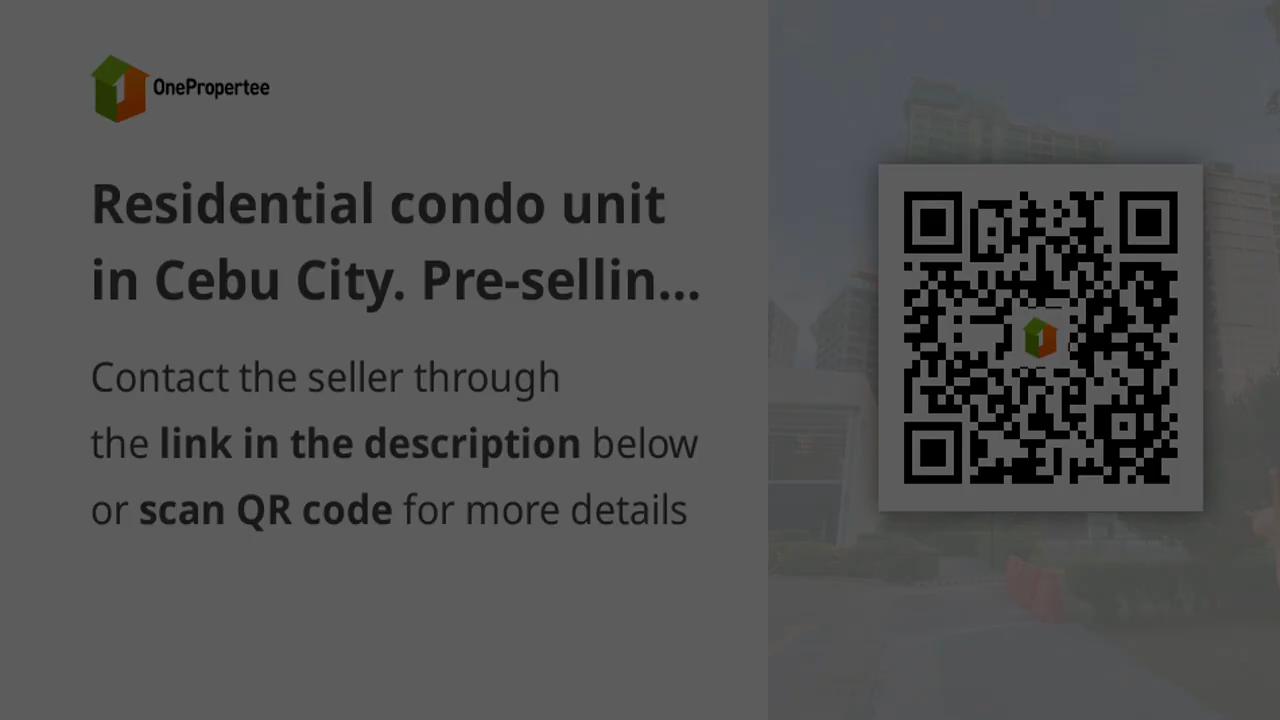 OnePropertee
Residential condo unit
in Cebu City. Pre-sellin...
Contact the seller through
the link in the description below
or scan QR code for more details